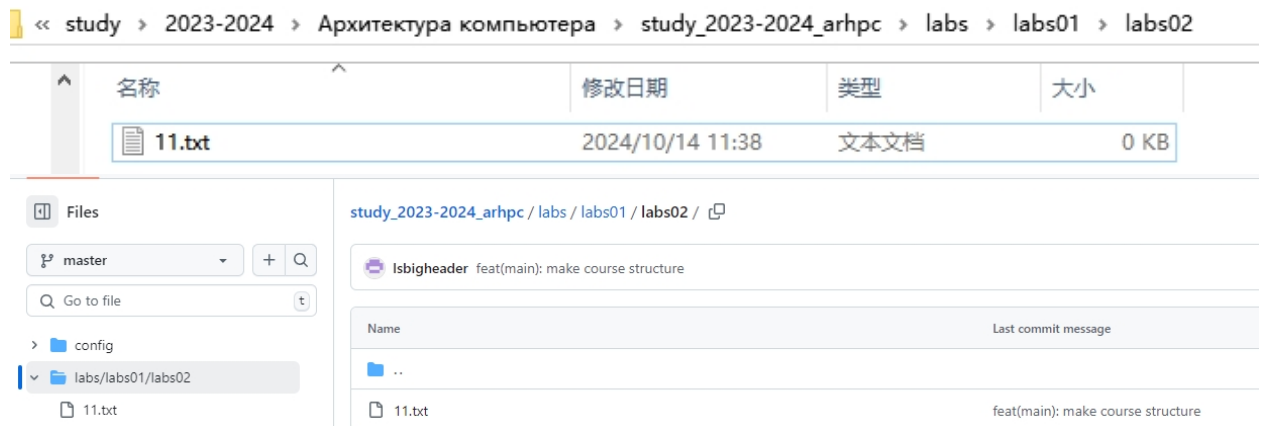 « study › 2023-2024 › Архитектура компьютера › study_2023-2024_arhpc › labs › labs01 › labs02
名称 修改日期 类型 大小
11.txt 2024/10/14 11:38 文本文档 0 KB
Files
study_2023-2024_arhpc / labs / labs01 / labs02 /
master
lsbigheader feat(main): make course structure
Go to file t
Name Last commit message
config
..
labs/labs01/labs02
11.txt
11.txt feat(main): make course structure